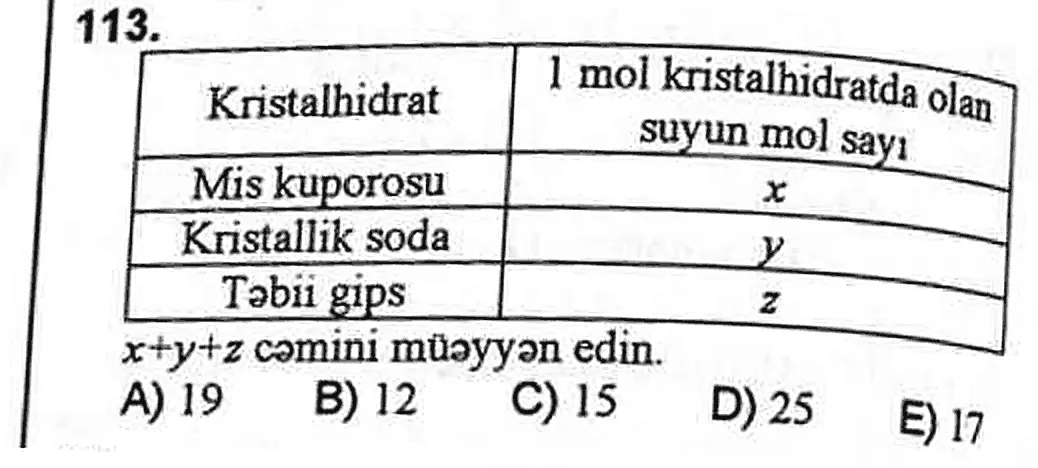 113.
Kristalhidrat
1 mol kristalhidratda olan
suyun mol sayı
Mis kuporosu
x
Kristallik soda
y
Təbii gips
z
x+y+z cəmini müəyyən edin.
A) 19 B) 12 C) 15 D) 25 E) 17